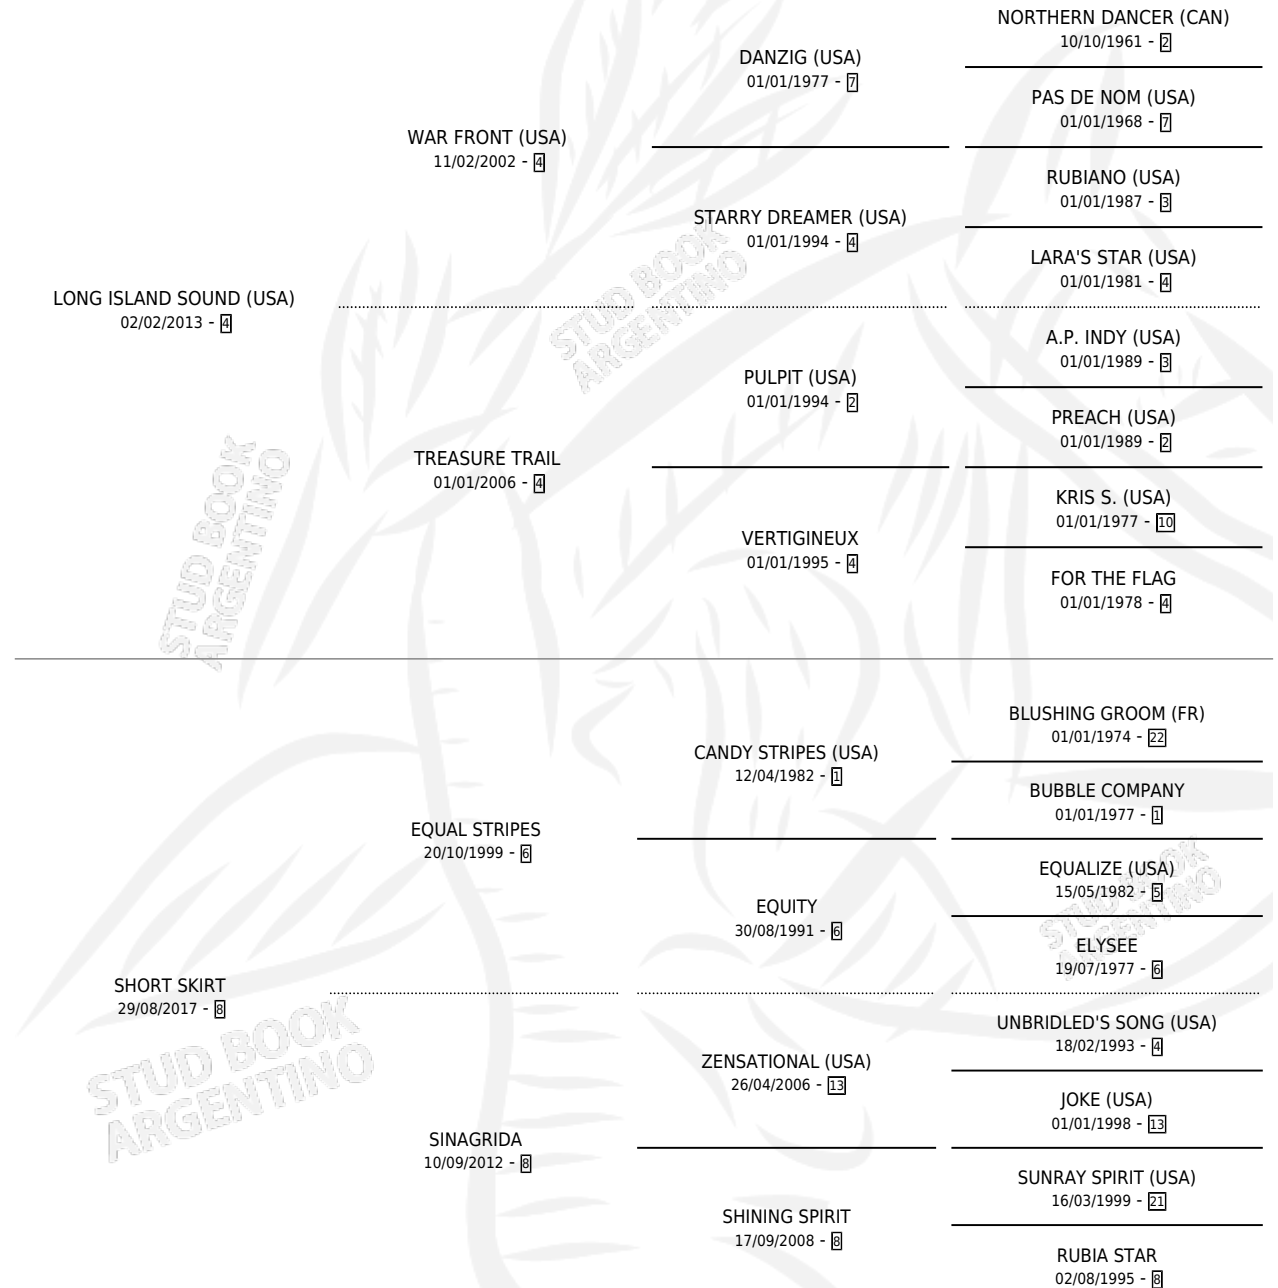 NORTHERN DANCER (CAN)
10/10/1961 - 2
DANZIG (USA)
01/01/1977 - 7
PAS DE NOM (USA)
01/01/1968 - 7
WAR FRONT (USA)
11/02/2002 - 4
RUBIANO (USA)
01/01/1987 - 3
STARRY DREAMER (USA)
01/01/1994 - 4
LARA'S STAR (USA)
01/01/1981 - 4
LONG ISLAND SOUND (USA)
02/02/2013 - 4
A.P. INDY (USA)
01/01/1989 - 3
PULPIT (USA)
01/01/1994 - 2
PREACH (USA)
01/01/1989 - 2
TREASURE TRAIL
01/01/2006 - 4
KRIS S. (USA)
01/01/1977 - 10
VERTIGINEUX
01/01/1995 - 4
FOR THE FLAG
01/01/1978 - 4
STUD BOOK
ARGENTINO
STUD BOOK
ARGENTINO
BLUSHING GROOM (FR)
01/01/1974 - 22
CANDY STRIPES (USA)
12/04/1982 - 1
BUBBLE COMPANY
01/01/1977 - 1
EQUAL STRIPES
20/10/1999 - 6
EQUALIZE (USA)
15/05/1982 - 5
EQUITY
30/08/1991 - 6
ELYSEE
19/07/1977 - 6
STUD BOOK
ARGENTINO
SHORT SKIRT
29/08/2017 - 8
UNBRIDLED'S SONG (USA)
18/02/1993 - 4
ZENSATIONAL (USA)
26/04/2006 - 13
JOKE (USA)
01/01/1998 - 13
STUD BOOK
ARGENTINO
SINAGRIDA
10/09/2012 - 8
SUNRAY SPIRIT (USA)
16/03/1999 - 21
SHINING SPIRIT
17/09/2008 - 8
RUBIA STAR
02/08/1995 - 8